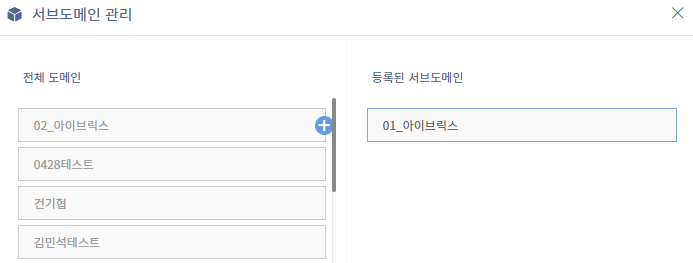 서브도메인 관리
전체 도메인
02_아이브릭스
0428테스트
건기협
김민석테스트
등록된 서브도메인
01_아이브릭스